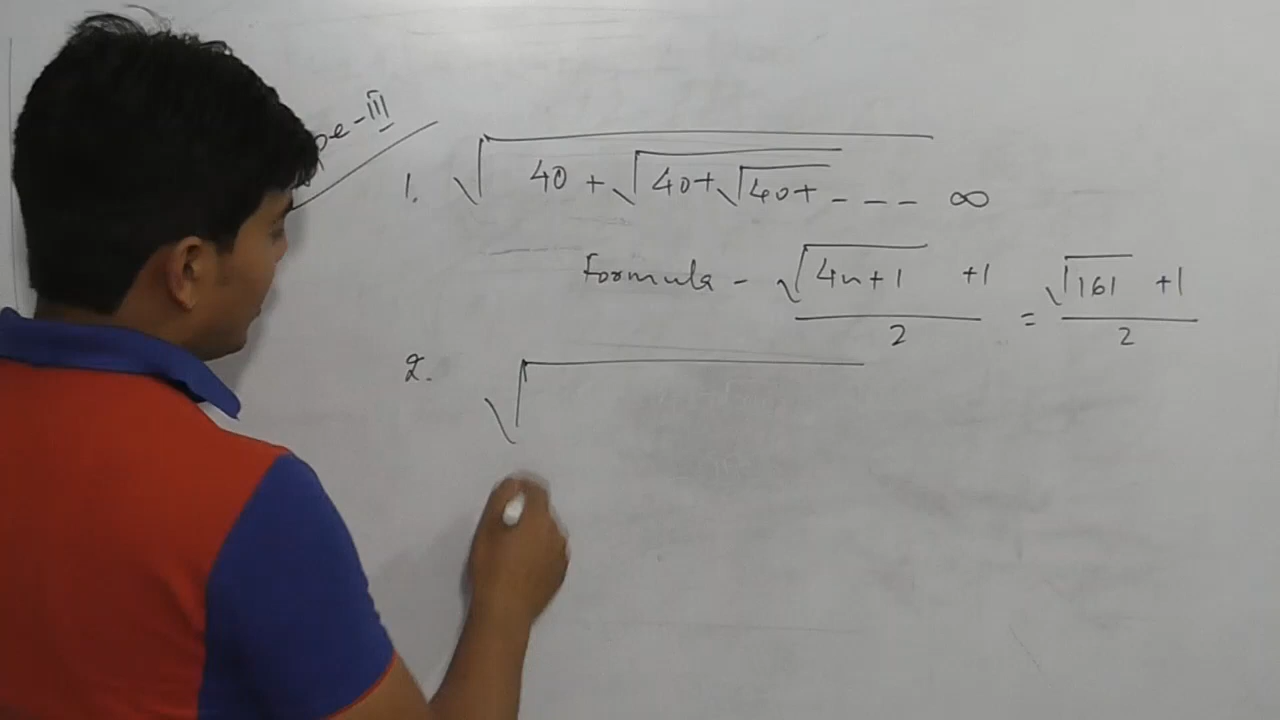 pe-III
1. √40 + √40+√40+ - - - ∞
Formula - √4n+1 +1 / 2 = √161 +1 / 2
2. √